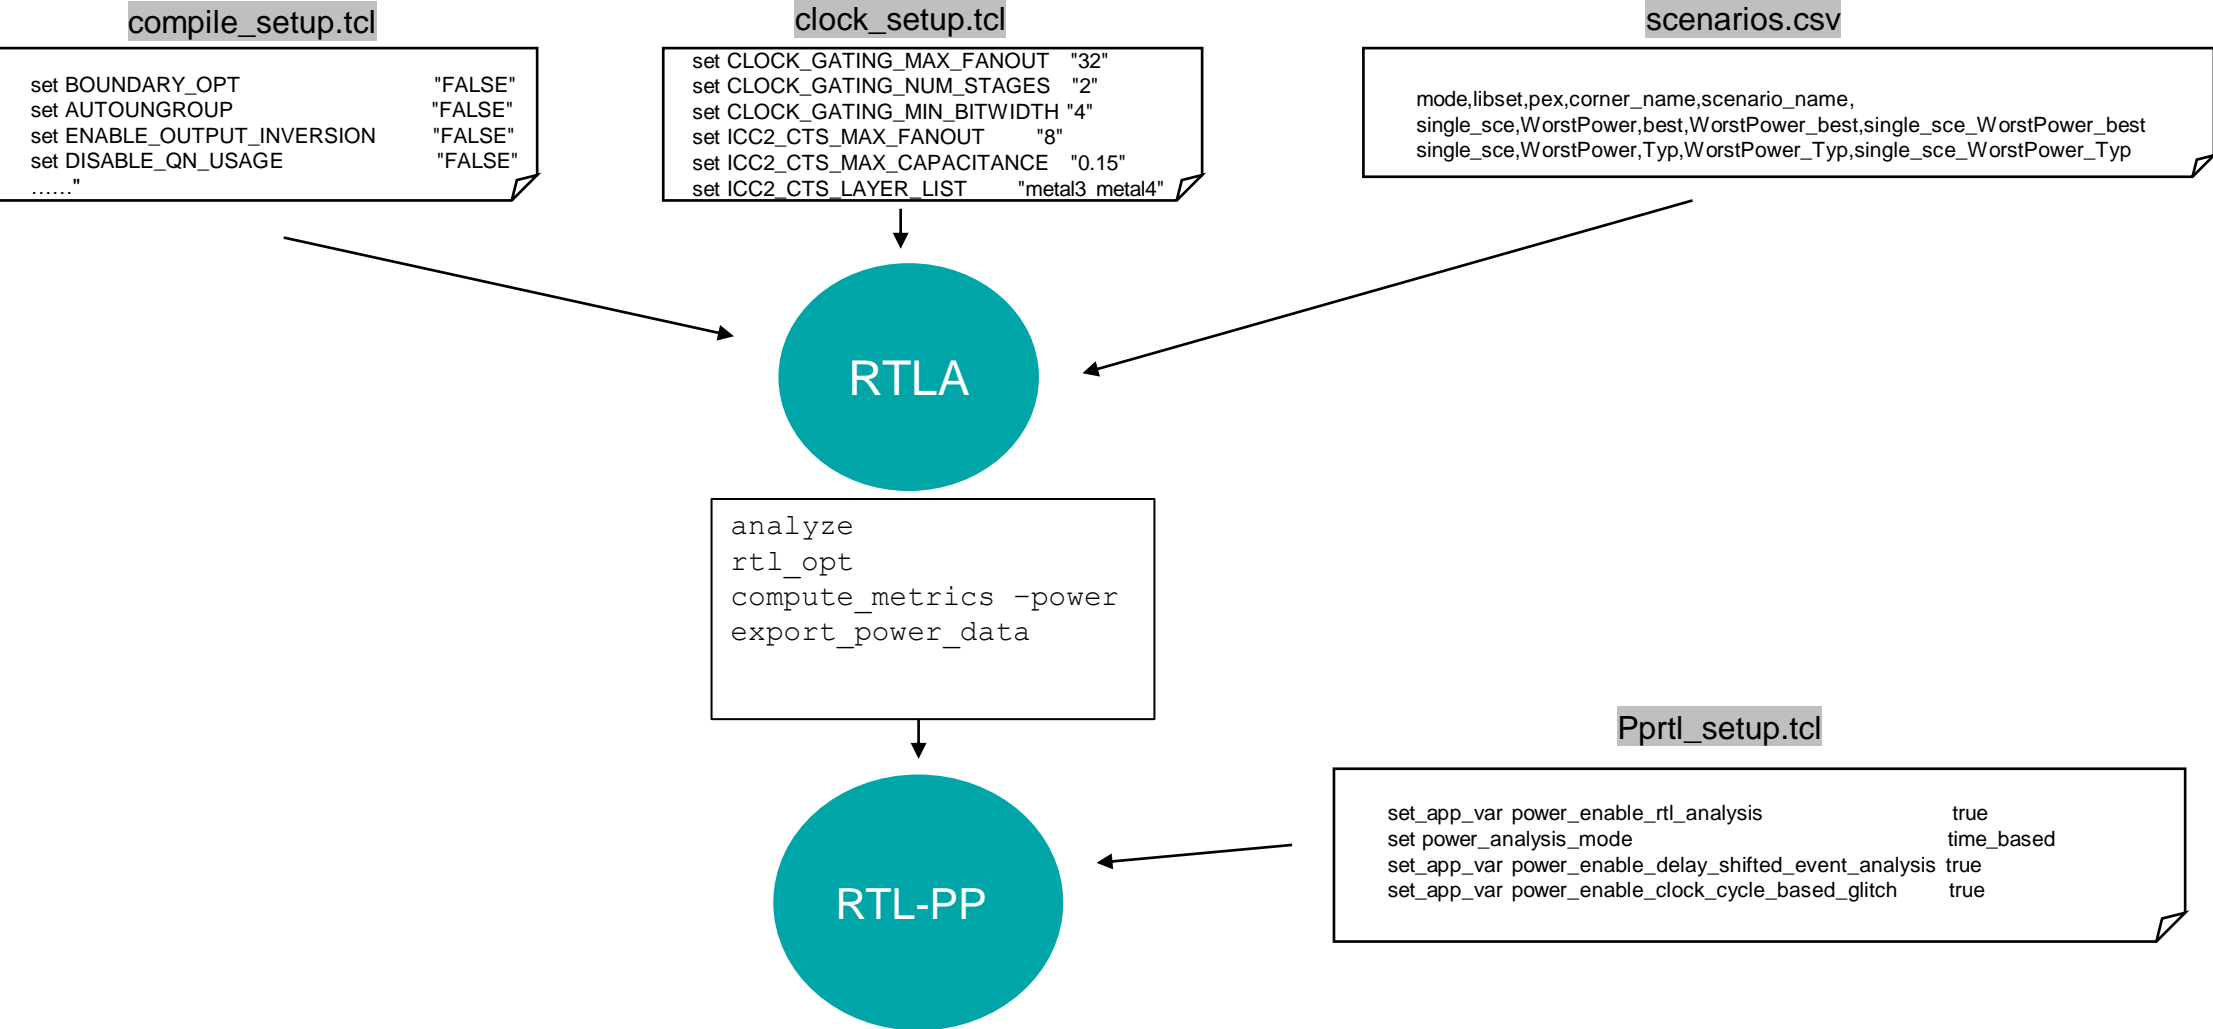 compile_setup.tcl
set BOUNDARY_OPT "FALSE"
set AUTOUNGROUP "FALSE"
set ENABLE_OUTPUT_INVERSION "FALSE"
set DISABLE_QN_USAGE "FALSE"
......"
clock_setup.tcl
set CLOCK_GATING_MAX_FANOUT "32"
set CLOCK_GATING_NUM_STAGES "2"
set CLOCK_GATING_MIN_BITWIDTH "4"
set ICC2_CTS_MAX_FANOUT "8"
set ICC2_CTS_MAX_CAPACITANCE "0.15"
set ICC2_CTS_LAYER_LIST "metal3 metal4"
scenarios.csv
mode,libset,pex,corner_name,scenario_name,
single_sce,WorstPower,best,WorstPower_best,single_sce_WorstPower_best
single_sce,WorstPower,Typ,WorstPower_Typ,single_sce_WorstPower_Typ
RTLA
analyze
rtl_opt
compute_metrics –power
export_power_data
Pprtl_setup.tcl
set_app_var power_enable_rtl_analysis true
set power_analysis_mode time_based
set_app_var power_enable_delay_shifted_event_analysis true
set_app_var power_enable_clock_cycle_based_glitch true
RTL-PP